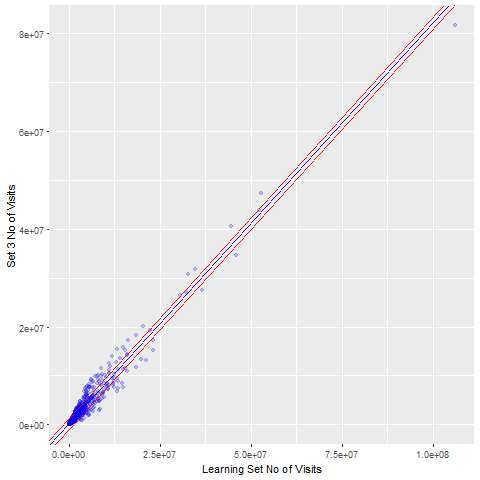 8e+07
6e+07
4e+07
2e+07
0e+00
Set 3 No of Visits
0.0e+00 2.5e+07 5.0e+07 7.5e+07 1.0e+08
Learning Set No of Visits